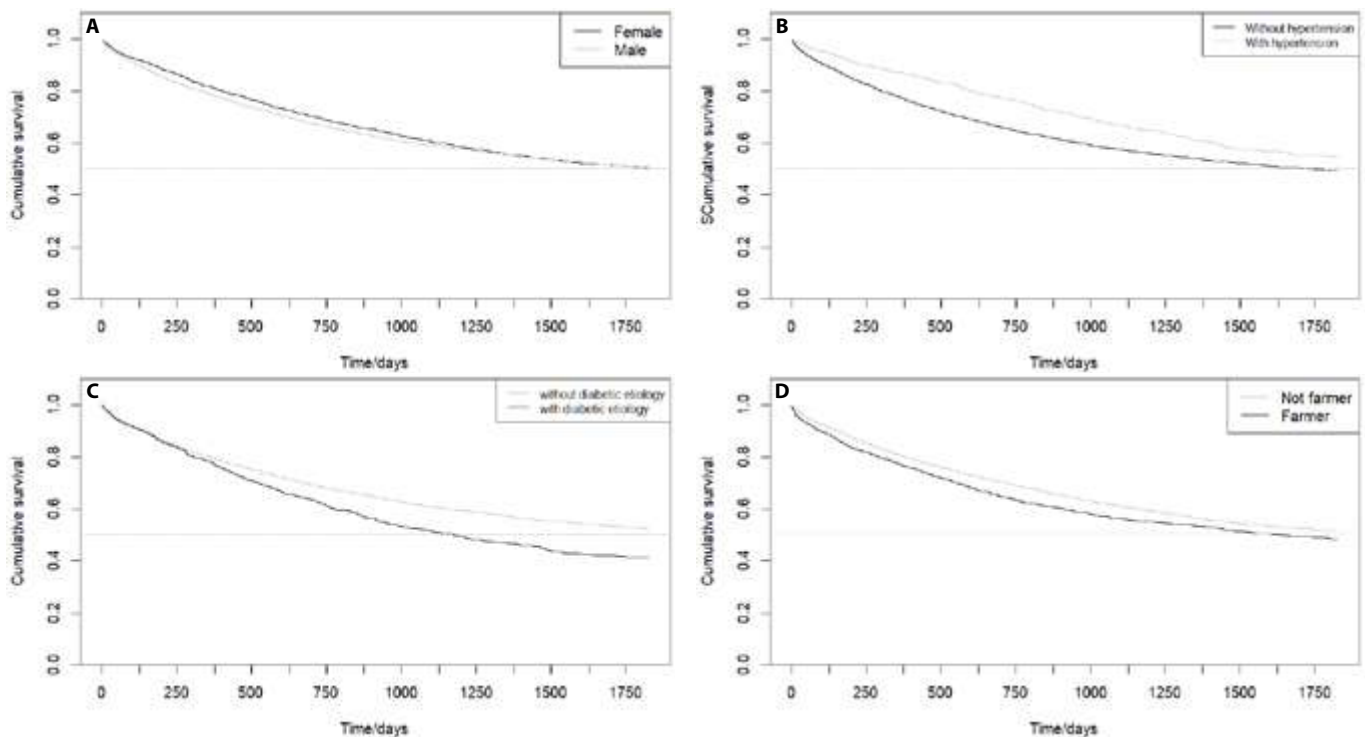 A
Female
Male
Cumulative survival
1.0
0.8
0.6
0.4
0.2
0.0
0 250 500 750 1000 1250 1500 1750
Time/days
B
Without hypertension
With hypertension
SCumulative survival
1.0
0.8
0.6
0.4
0.2
0.0
0 250 500 750 1000 1250 1500 1750
Time/days
C
without diabetic etiology
with diabetic etiology
Cumulative survival
1.0
0.8
0.6
0.4
0.2
0.0
0 250 500 750 1000 1250 1500 1750
Time/days
D
Not farmer
Farmer
Cumulative survival
1.0
0.8
0.6
0.4
0.2
0.0
0 250 500 750 1000 1250 1500 1750
Time/days